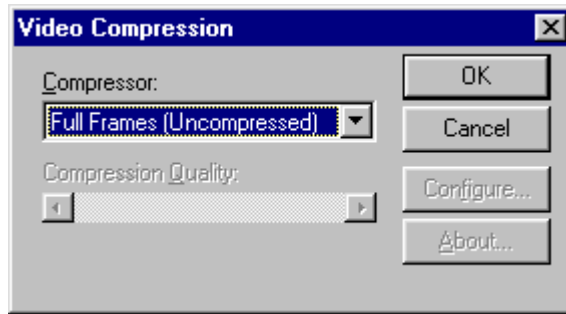 Video Compression
Compressor:
Full Frames (Uncompressed)
Compression Quality:
OK
Cancel
Configure...
About...